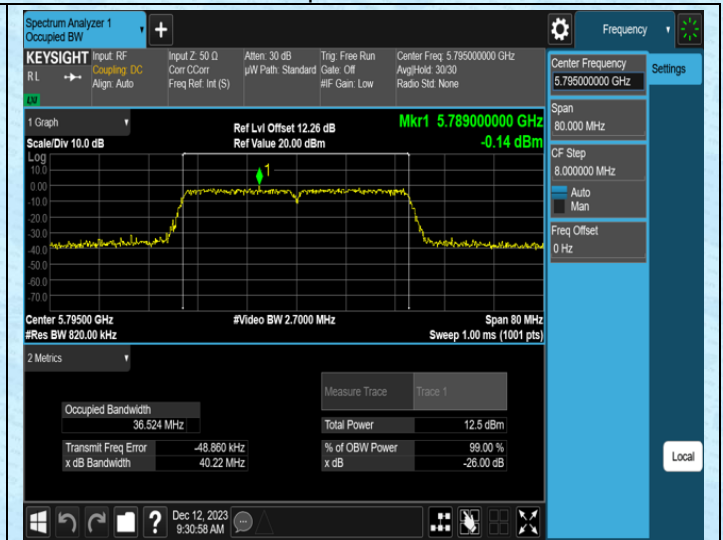 Spectrum Analyzer 1
Occupied BW
+
Frequency
KEYSIGHT
RL
LXI
Input: RF
Coupling: DC
Align: Auto
Input Z: 50 Ω
Corr CCorr
Freq Ref: Int (S)
Atten: 30 dB
µW Path: Standard
Trig: Free Run
Gate: Off
#IF Gain: Low
Center Freq: 5.795000000 GHz
Avg|Hold: 30/30
Radio Std: None
Center Frequency
5.795000000 GHz
Settings
Span
80.000 MHz
CF Step
8.000000 MHz
Auto
Man
Freq Offset
0 Hz
1 Graph
Scale/Div 10.0 dB
Ref Lvl Offset 12.26 dB
Ref Value 20.00 dBm
Mkr1 5.789000000 GHz
-0.14 dBm
Log
10.0
0.00
-10.0
-20.0
-30.0
-40.0
-50.0
-60.0
-70.0
1
Center 5.79500 GHz
#Res BW 820.00 kHz
#Video BW 2.7000 MHz
Span 80 MHz
Sweep 1.00 ms (1001 pts)
2 Metrics
Measure Trace
Trace 1
Occupied Bandwidth
36.524 MHz
Total Power
12.5 dBm
Transmit Freq Error
-48.860 kHz
% of OBW Power
99.00 %
x dB Bandwidth
40.22 MHz
x dB
-26.00 dB
Local
?
Dec 12, 2023
9:30:58 AM